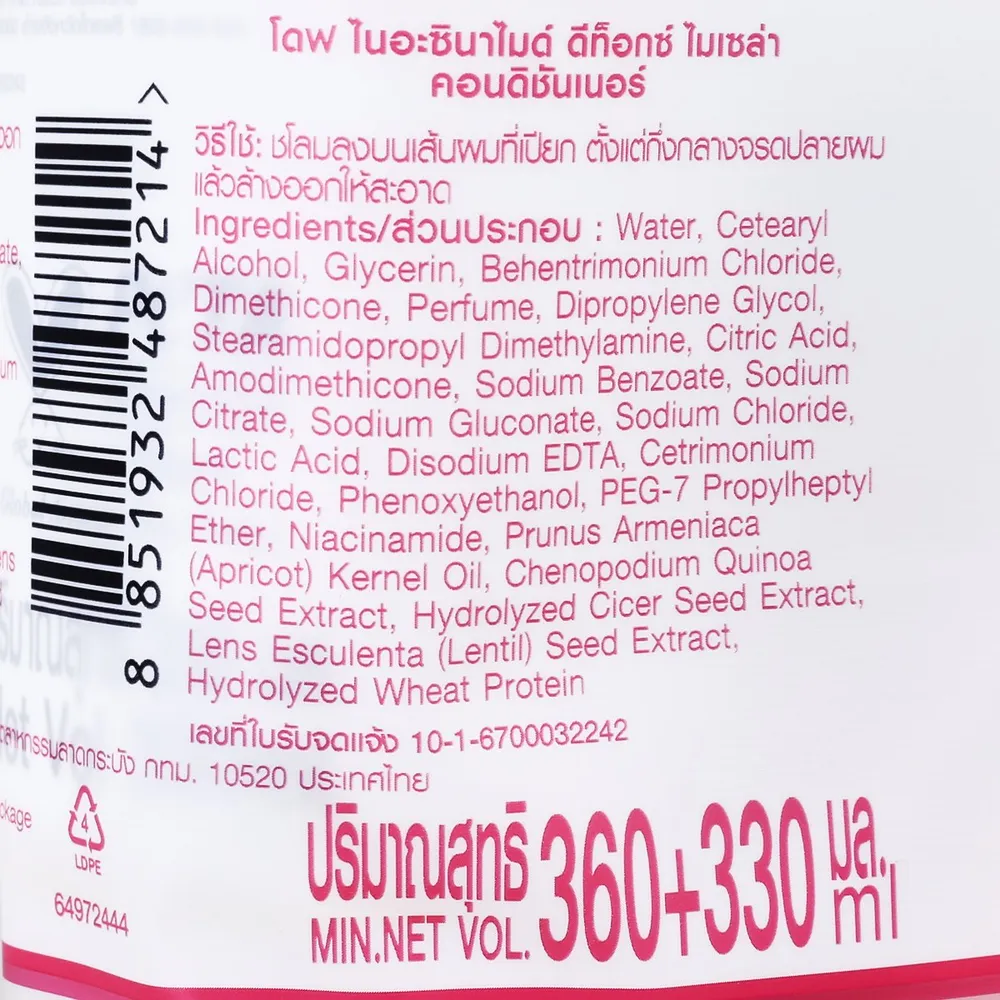 โดฟ ไนอะซินาไมด์ ดีท็อกซ์ ไมเซล่า
คอนดิชันเนอร์
วิธีใช้: ชโลมลงบนเส้นผมที่เปียก ตั้งแต่กึ่งกลางจรดปลายผม
แล้วล้างออกให้สะอาด
Ingredients/ส่วนประกอบ : Water, Cetearyl
Alcohol, Glycerin, Behentrimonium Chloride,
Dimethicone, Perfume, Dipropylene Glycol,
Stearamidopropyl Dimethylamine, Citric Acid,
Amodimethicone, Sodium Benzoate, Sodium
Citrate, Sodium Gluconate, Sodium Chloride,
Lactic Acid, Disodium EDTA, Cetrimonium
Chloride, Phenoxyethanol, PEG-7 Propylheptyl
Ether, Niacinamide, Prunus Armeniaca
(Apricot) Kernel Oil, Chenopodium Quinoa
Seed Extract, Hydrolyzed Cicer Seed Extract,
Lens Esculenta (Lentil) Seed Extract,
Hydrolyzed Wheat Protein
เลขที่ใบรับจดแจ้ง 10-1-6700032242
8 851932 487214 >
ลาดกระบัง กทม. 10520 ประเทศไทย
4
LDPE
64972444
ปริมาณสุทธิ 360+330 มล.
MIN.NET VOL. ml